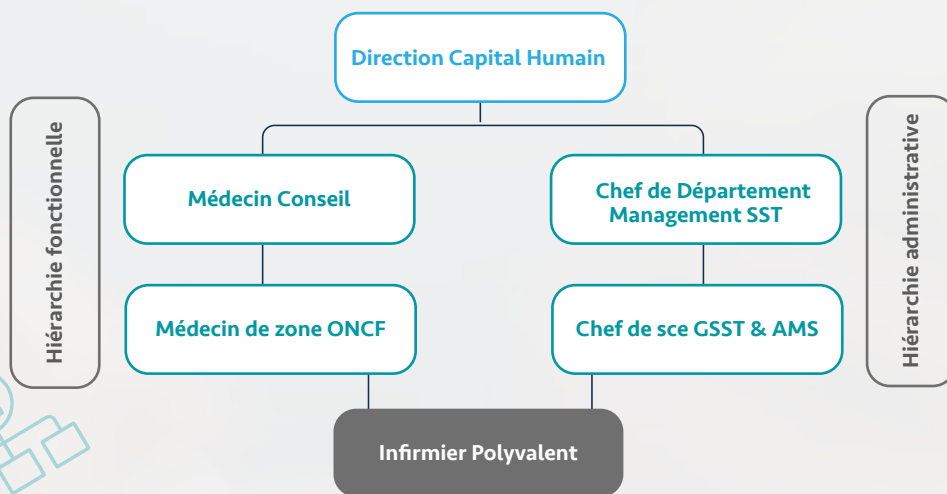 Direction Capital Humain
Hiérarchie fonctionnelle
Hiérarchie administrative
Médecin Conseil
Chef de Département
Management SST
Médecin de zone ONCF
Chef de sce GSST & AMS
Infirmier Polyvalent